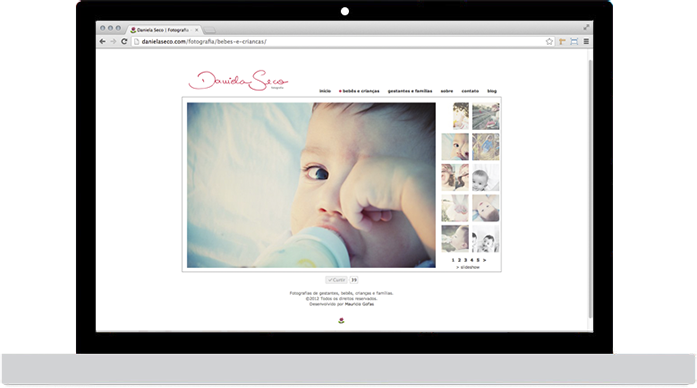 Daniela Seco | Fotografia
danielaseco.com/fotografia/bebes-e-criancas/
Daniela Seco
fotografia
início bebês e crianças gestantes e famílias sobre contato blog
1 2 3 4 5 >
> slideshow
Curtir
Fotografias de gestantes, bebês, crianças e famílias.
©2012 Todos os direitos reservados.
Desenvolvido por Mauricio Gofas